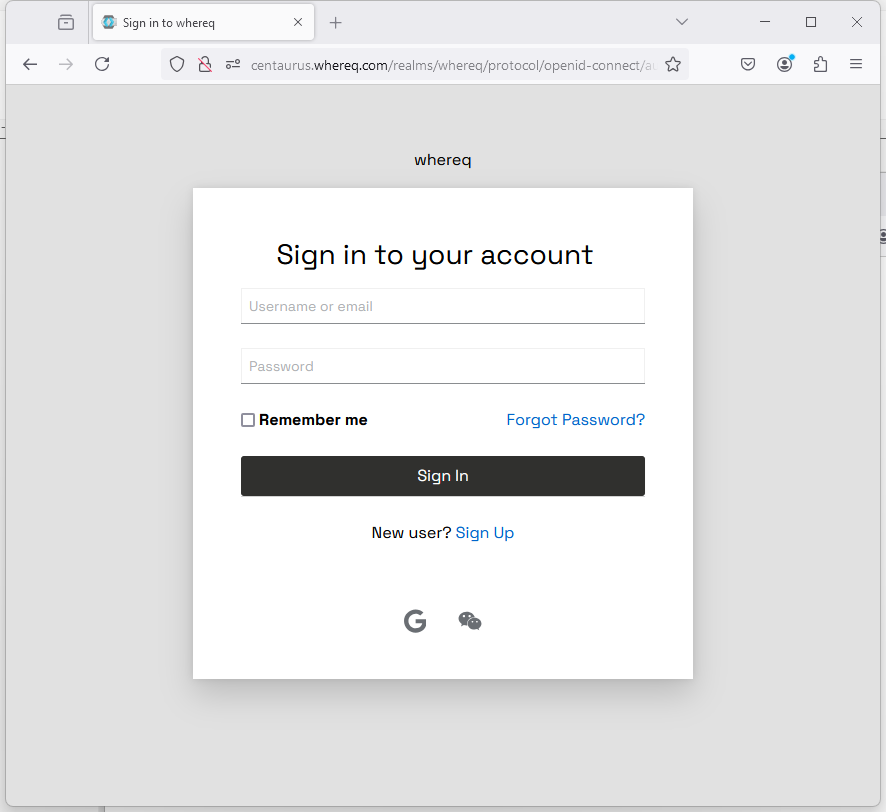 Sign in to whereq
centaurus.whereq.com/realms/whereq/protocol/openid-connect/
whereq
Sign in to your account
Username or email
Password
Remember me
Forgot Password?
Sign In
New user? Sign Up
G